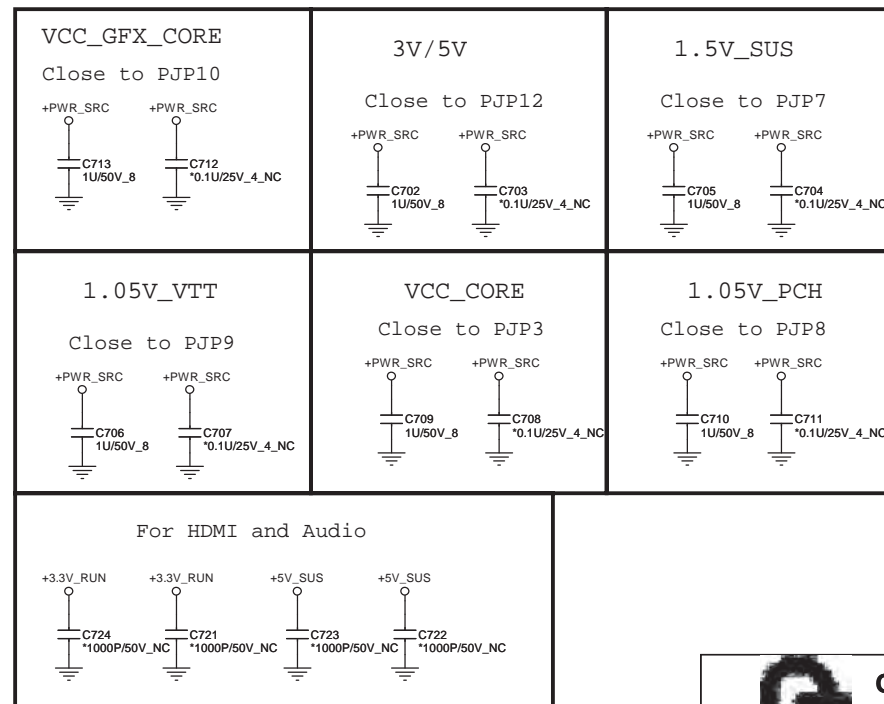 VCC_GFX_CORE
Close to PJP10
+PWR_SRC +PWR_SRC
C713
1U/50V_8
C712
*0.1U/25V_4_NC
3V/5V
Close to PJP12
+PWR_SRC +PWR_SRC
C702
1U/50V_8
C703
*0.1U/25V_4_NC
1.5V_SUS
Close to PJP7
+PWR_SRC +PWR_SRC
C705
1U/50V_8
C704
*0.1U/25V_4_NC
1.05V_VTT
Close to PJP9
+PWR_SRC +PWR_SRC
C706
1U/50V_8
C707
*0.1U/25V_4_NC
VCC_CORE
Close to PJP3
+PWR_SRC +PWR_SRC
C709
1U/50V_8
C708
*0.1U/25V_4_NC
1.05V_PCH
Close to PJP8
+PWR_SRC +PWR_SRC
C710
1U/50V_8
C711
*0.1U/25V_4_NC
For HDMI and Audio
+3.3V_RUN +3.3V_RUN +5V_SUS +5V_SUS
C724
*1000P/50V_NC
C721
*1000P/50V_NC
C723
*1000P/50V_NC
C722
*1000P/50V_NC